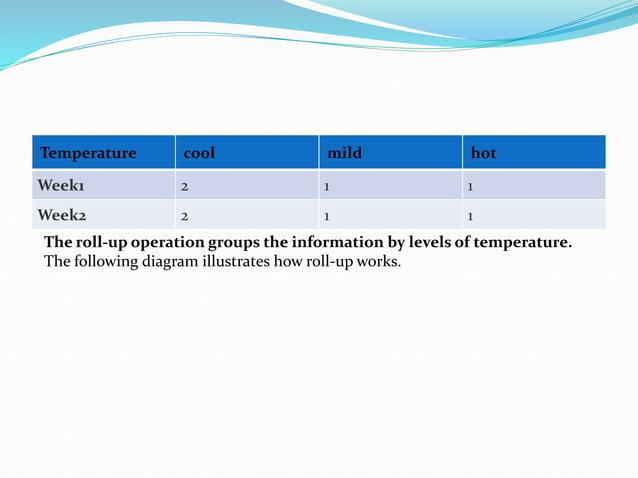 Temperature cool mild hot
Week1 2 1 1
Week2 2 1 1
The roll-up operation groups the information by levels of temperature.
The following diagram illustrates how roll-up works.